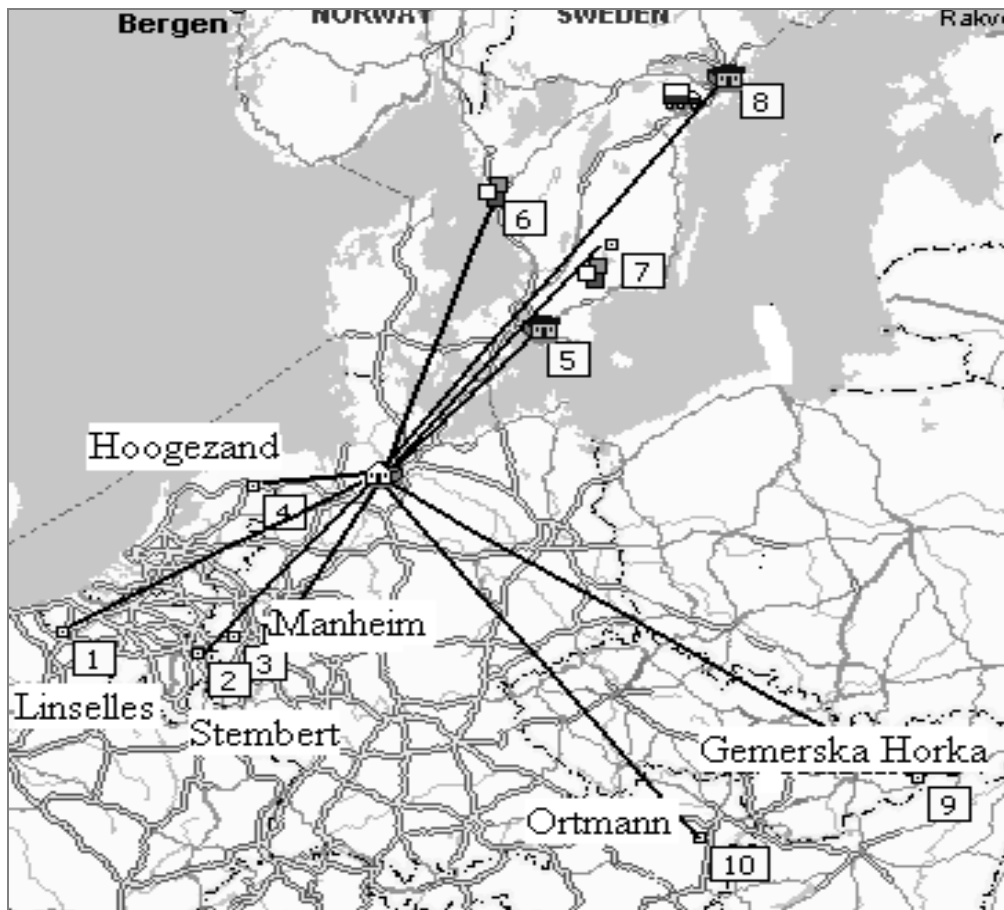 NORWAY SWEDEN
Bergen
8
6
7
5
Hoogezand
4
Manheim
1
2
3
Linselles
Stembert
Gemerska Horka
9
Ortmann
10